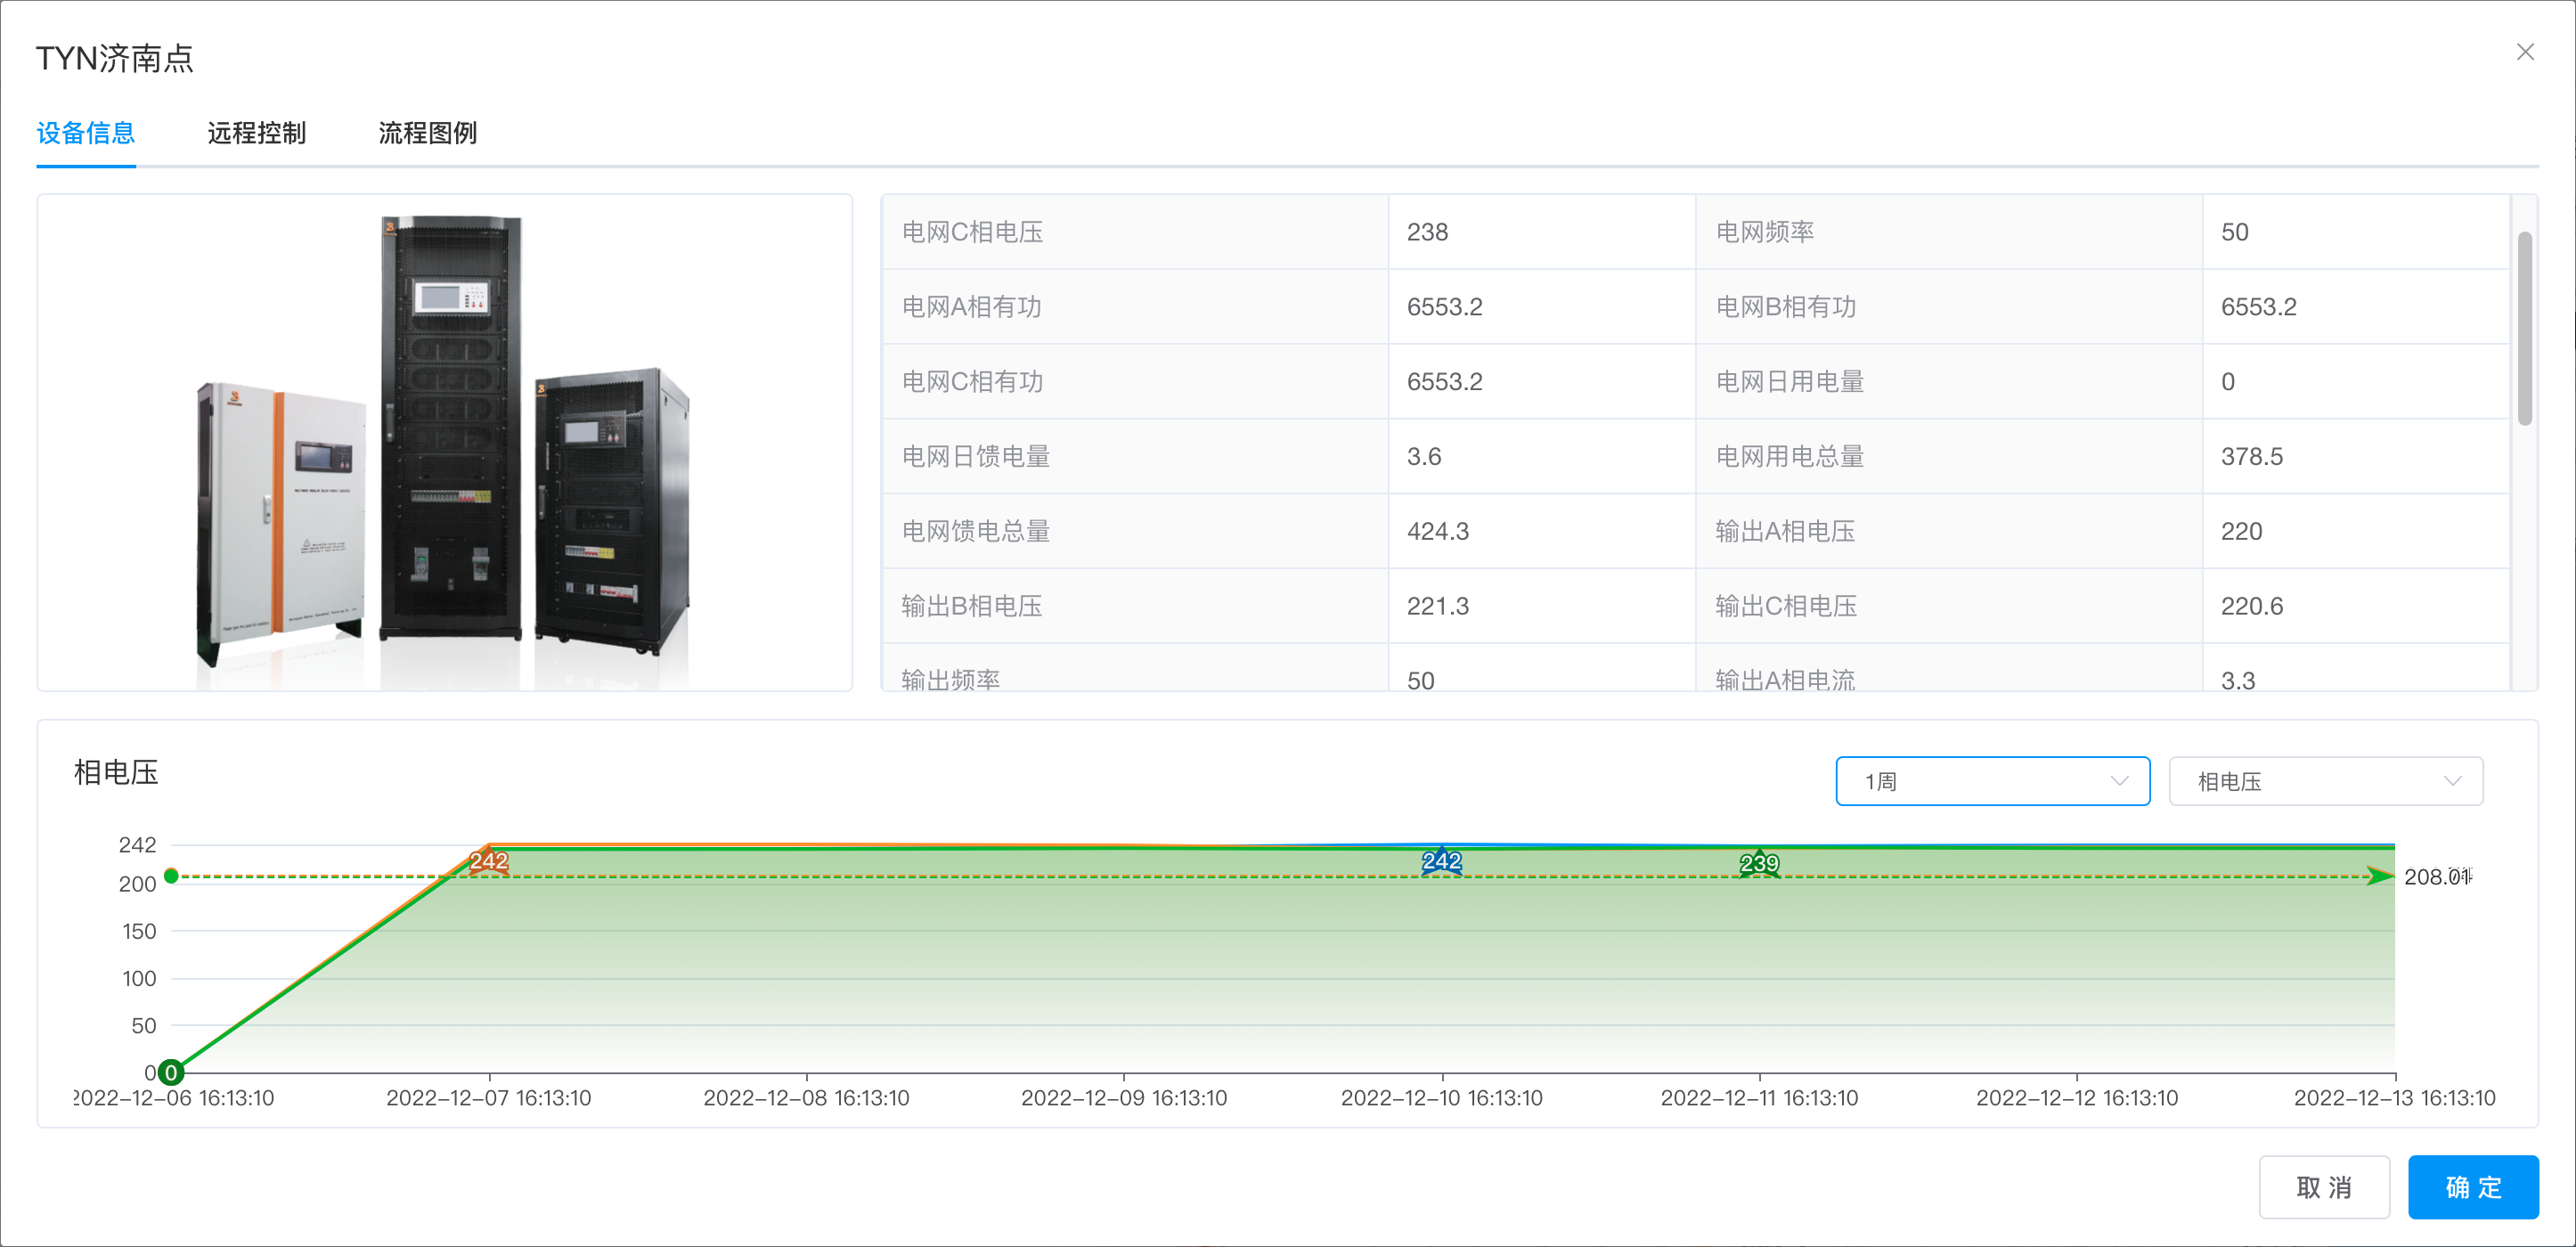 TYN济南点
设备信息 远程控制 流程图例
电网C相电压 238 电网频率 50
电网A相有功 6553.2 电网B相有功 6553.2
电网C相有功 6553.2 电网日用电量 0
电网日馈电量 3.6 电网用电总量 378.5
电网馈电总量 424.3 输出A相电压 220
输出B相电压 221.3 输出C相电压 220.6
输出频率 50 输出A相电流 3.3
相电压
1周 相电压
242
242 242 239
200
208.01
150
100
50
0 0
2022-12-06 16:13:10 2022-12-07 16:13:10 2022-12-08 16:13:10 2022-12-09 16:13:10 2022-12-10 16:13:10 2022-12-11 16:13:10 2022-12-12 16:13:10 2022-12-13 16:13:10
取 消 确 定